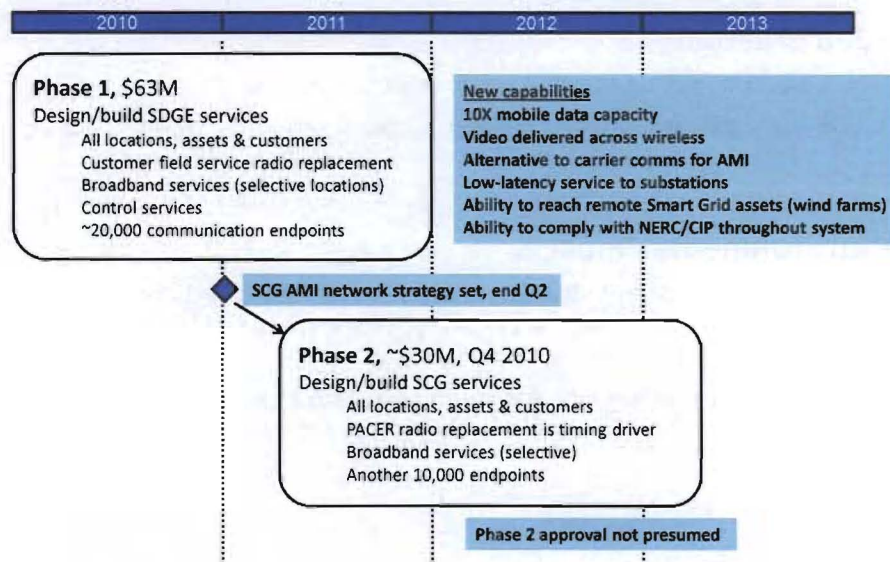 2010 2011 2012 2013
Phase 1, $63M
Design/build SDGE services
All locations, assets & customers
Customer field service radio replacement
Broadband services (selective locations)
Control services
~20,000 communication endpoints
New capabilities
10X mobile data capacity
Video delivered across wireless
Alternative to carrier comms for AMI
Low-latency service to substations
Ability to reach remote Smart Grid assets (wind farms)
Ability to comply with NERC/CIP throughout system
SCG AMI network strategy set, end Q2
Phase 2, ~$30M, Q4 2010
Design/build SCG services
All locations, assets & customers
PACER radio replacement is timing driver
Broadband services (selective)
Another 10,000 endpoints
Phase 2 approval not presumed